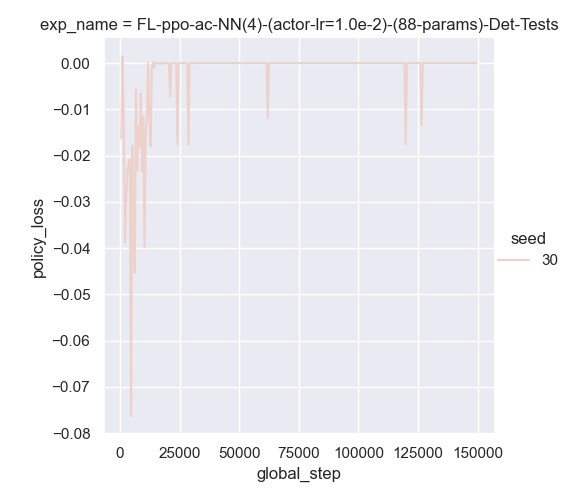 exp_name = FL-ppo-ac-NN(4)-(actor-lr=1.0e-2)-(88-params)-Det-Tests
0.00
−0.01
−0.02
−0.03
−0.04
−0.05
−0.06
−0.07
−0.08
policy_loss
0 25000 50000 75000 100000 125000 150000
global_step
seed
30